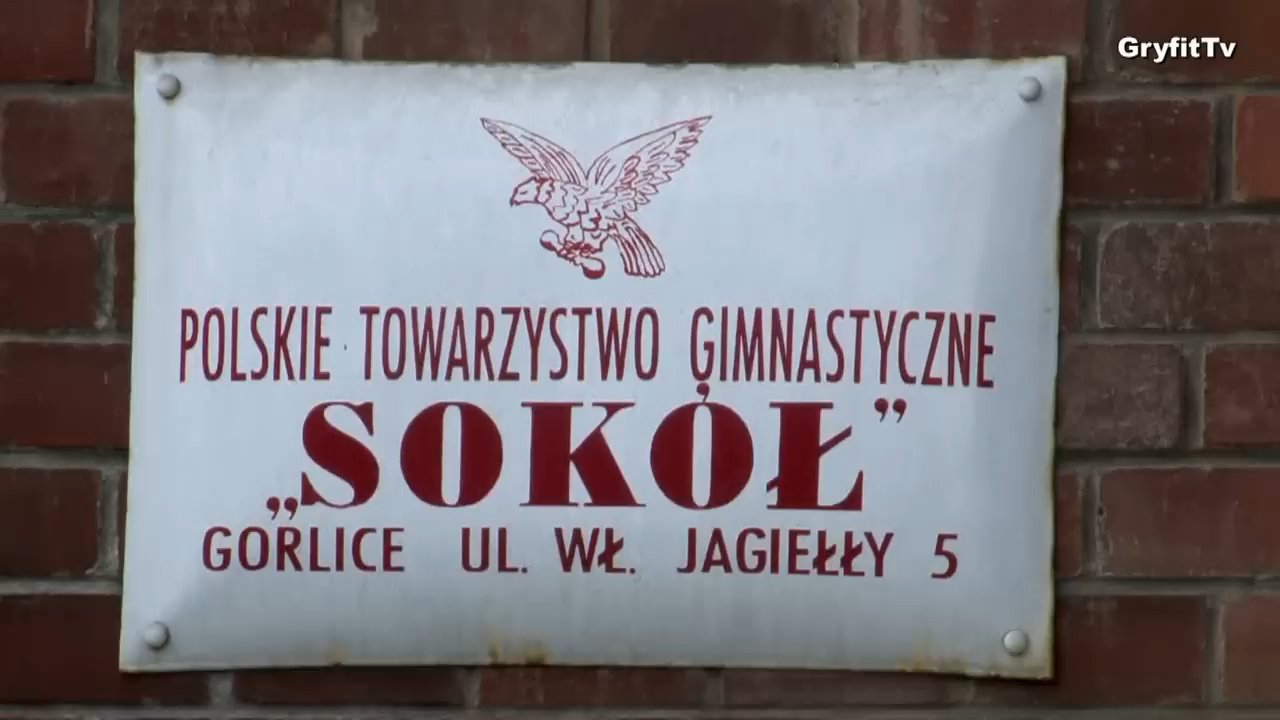 GryfitTv
POLSKIE TOWARZYSTWO GIMNASTYCZNE
„SOKÓŁ”
GORLICE UL. WŁ. JAGIEŁŁY 5